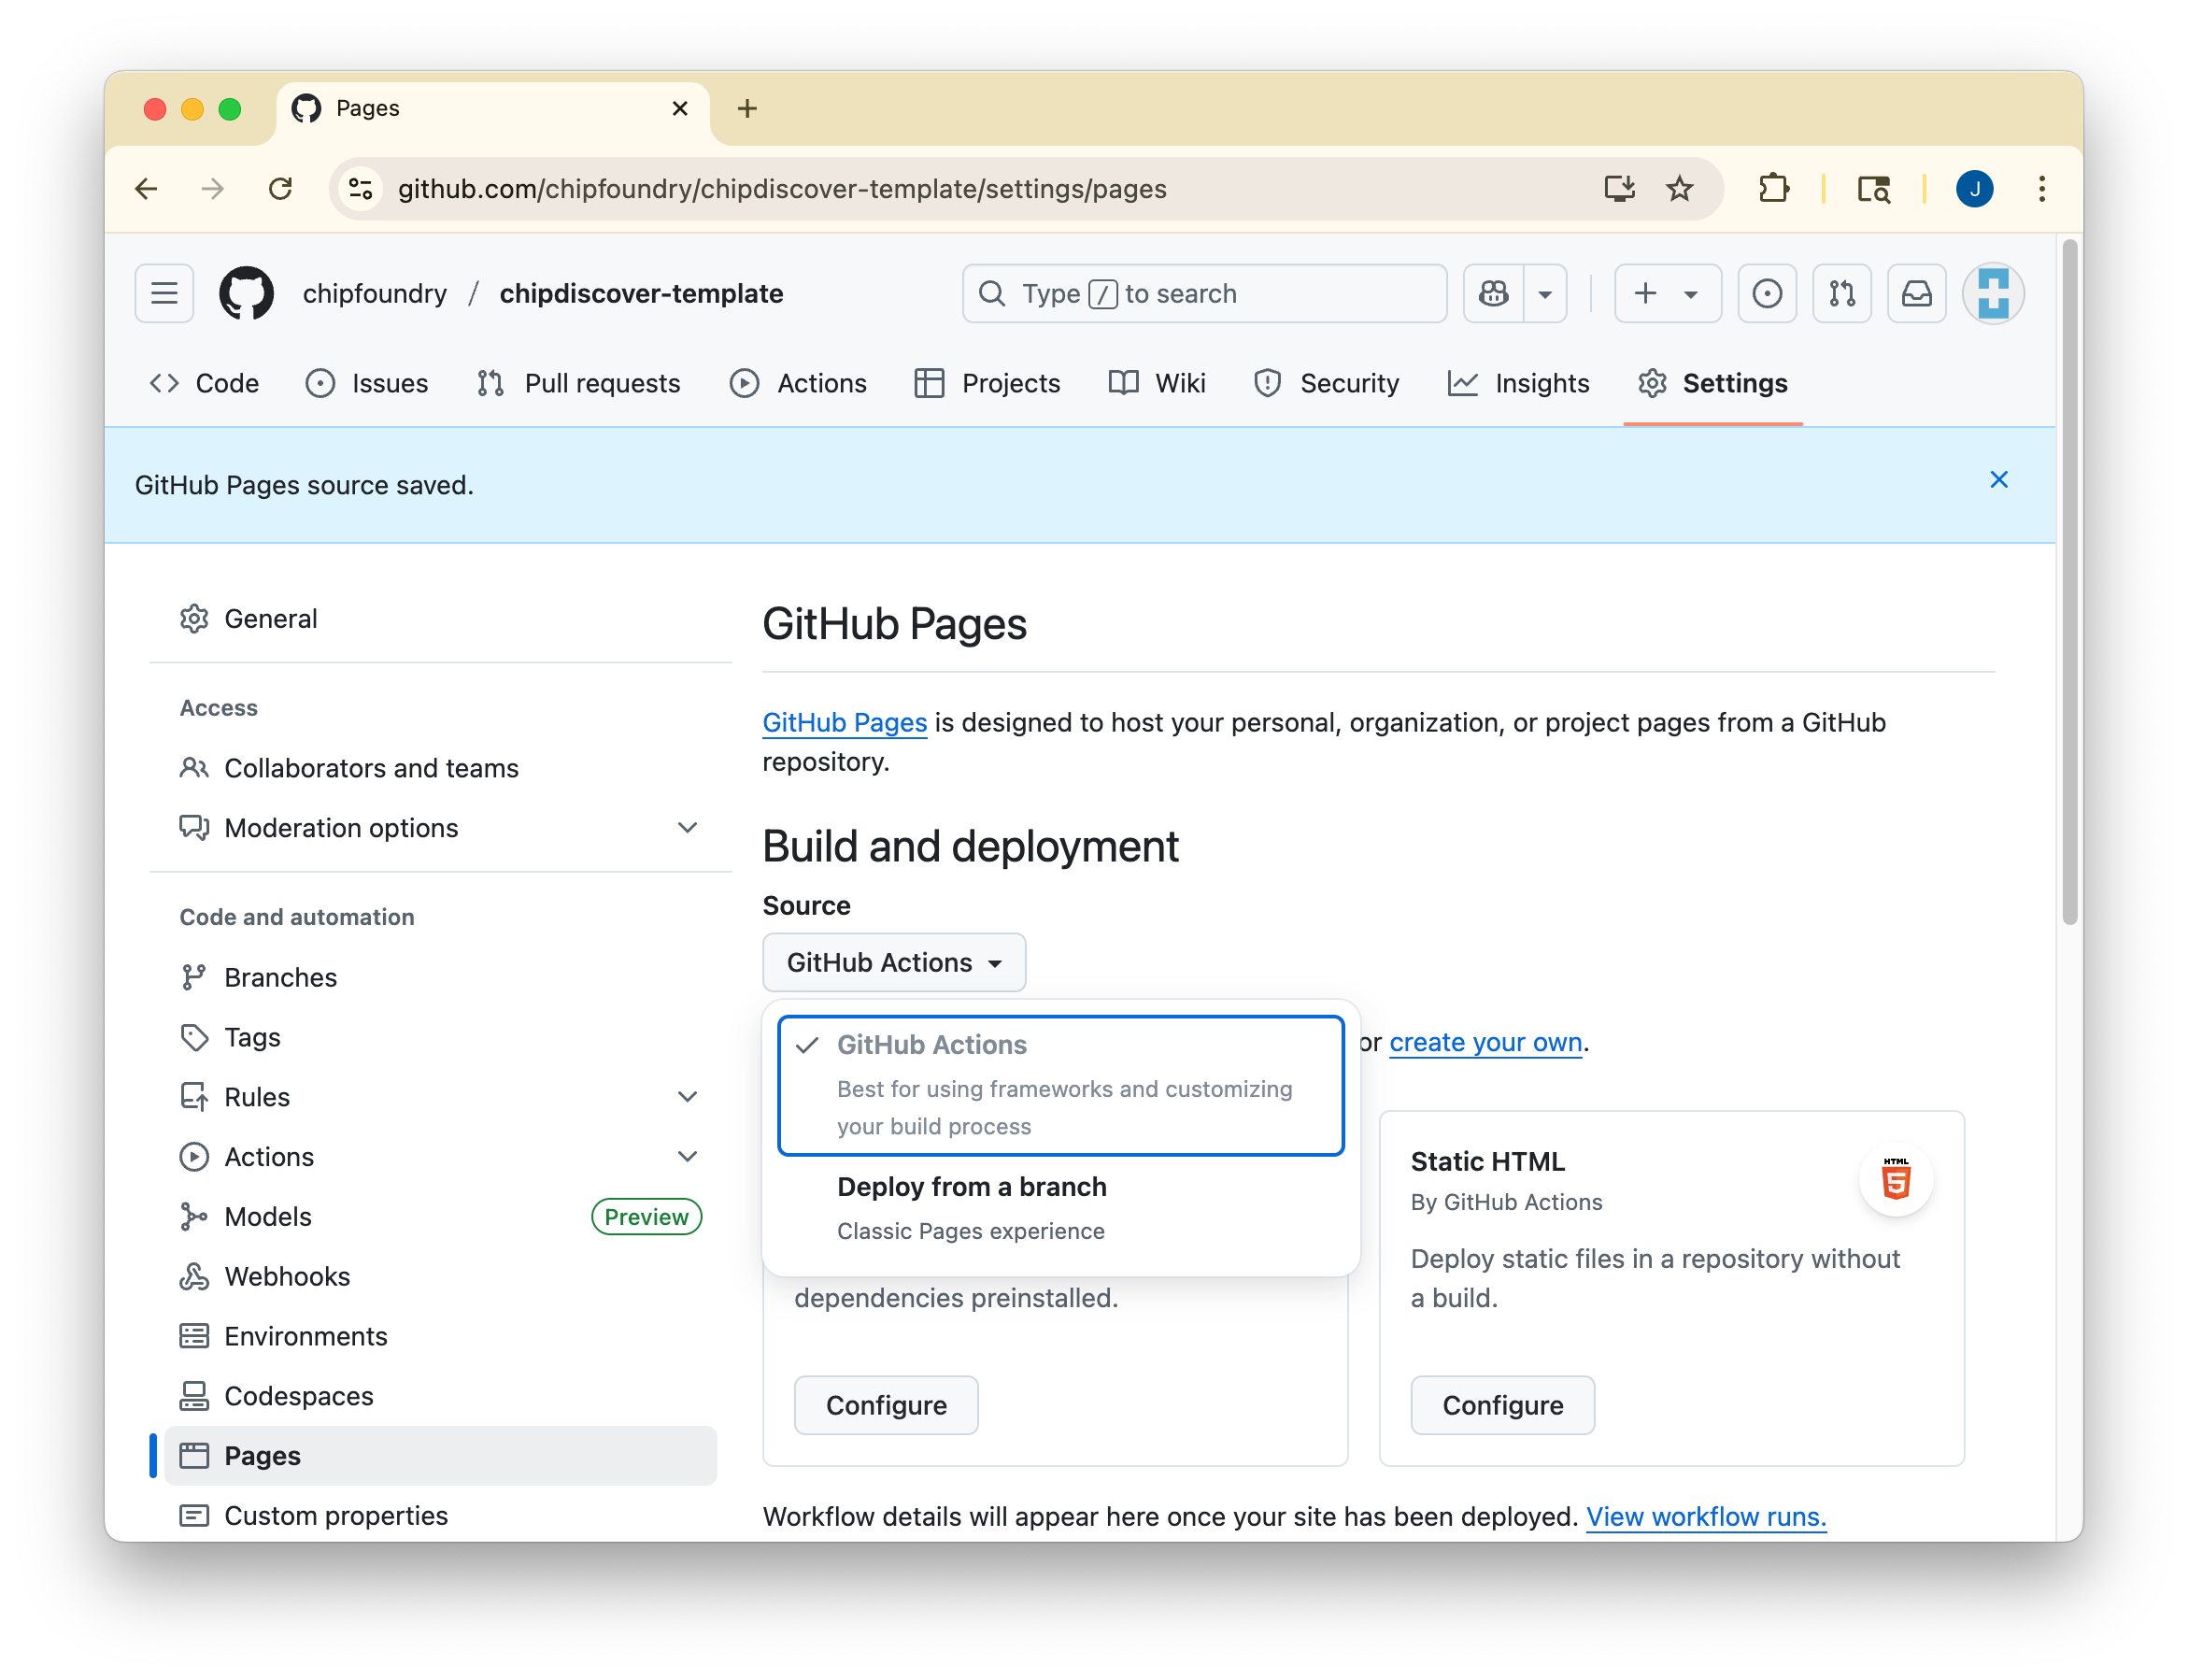 Pages
github.com/chipfoundry/chipdiscover-template/settings/pages
J
chipfoundry / chipdiscover-template
Type / to search
Code
Issues
Pull requests
Actions
Projects
Wiki
Security
Insights
Settings
GitHub Pages source saved.
General
Access
Collaborators and teams
Moderation options
Code and automation
Branches
Tags
Rules
Actions
Models
Preview
Webhooks
Environments
Codespaces
Pages
Custom properties
GitHub Pages
GitHub Pages is designed to host your personal, organization, or project pages from a GitHub
repository.
Build and deployment
Source
GitHub Actions
GitHub Actions
Best for using frameworks and customizing
your build process
Deploy from a branch
Classic Pages experience
or create your own.
dependencies preinstalled.
Configure
Static HTML
HTML
5
By GitHub Actions
Deploy static files in a repository without
a build.
Configure
Workflow details will appear here once your site has been deployed. View workflow runs.